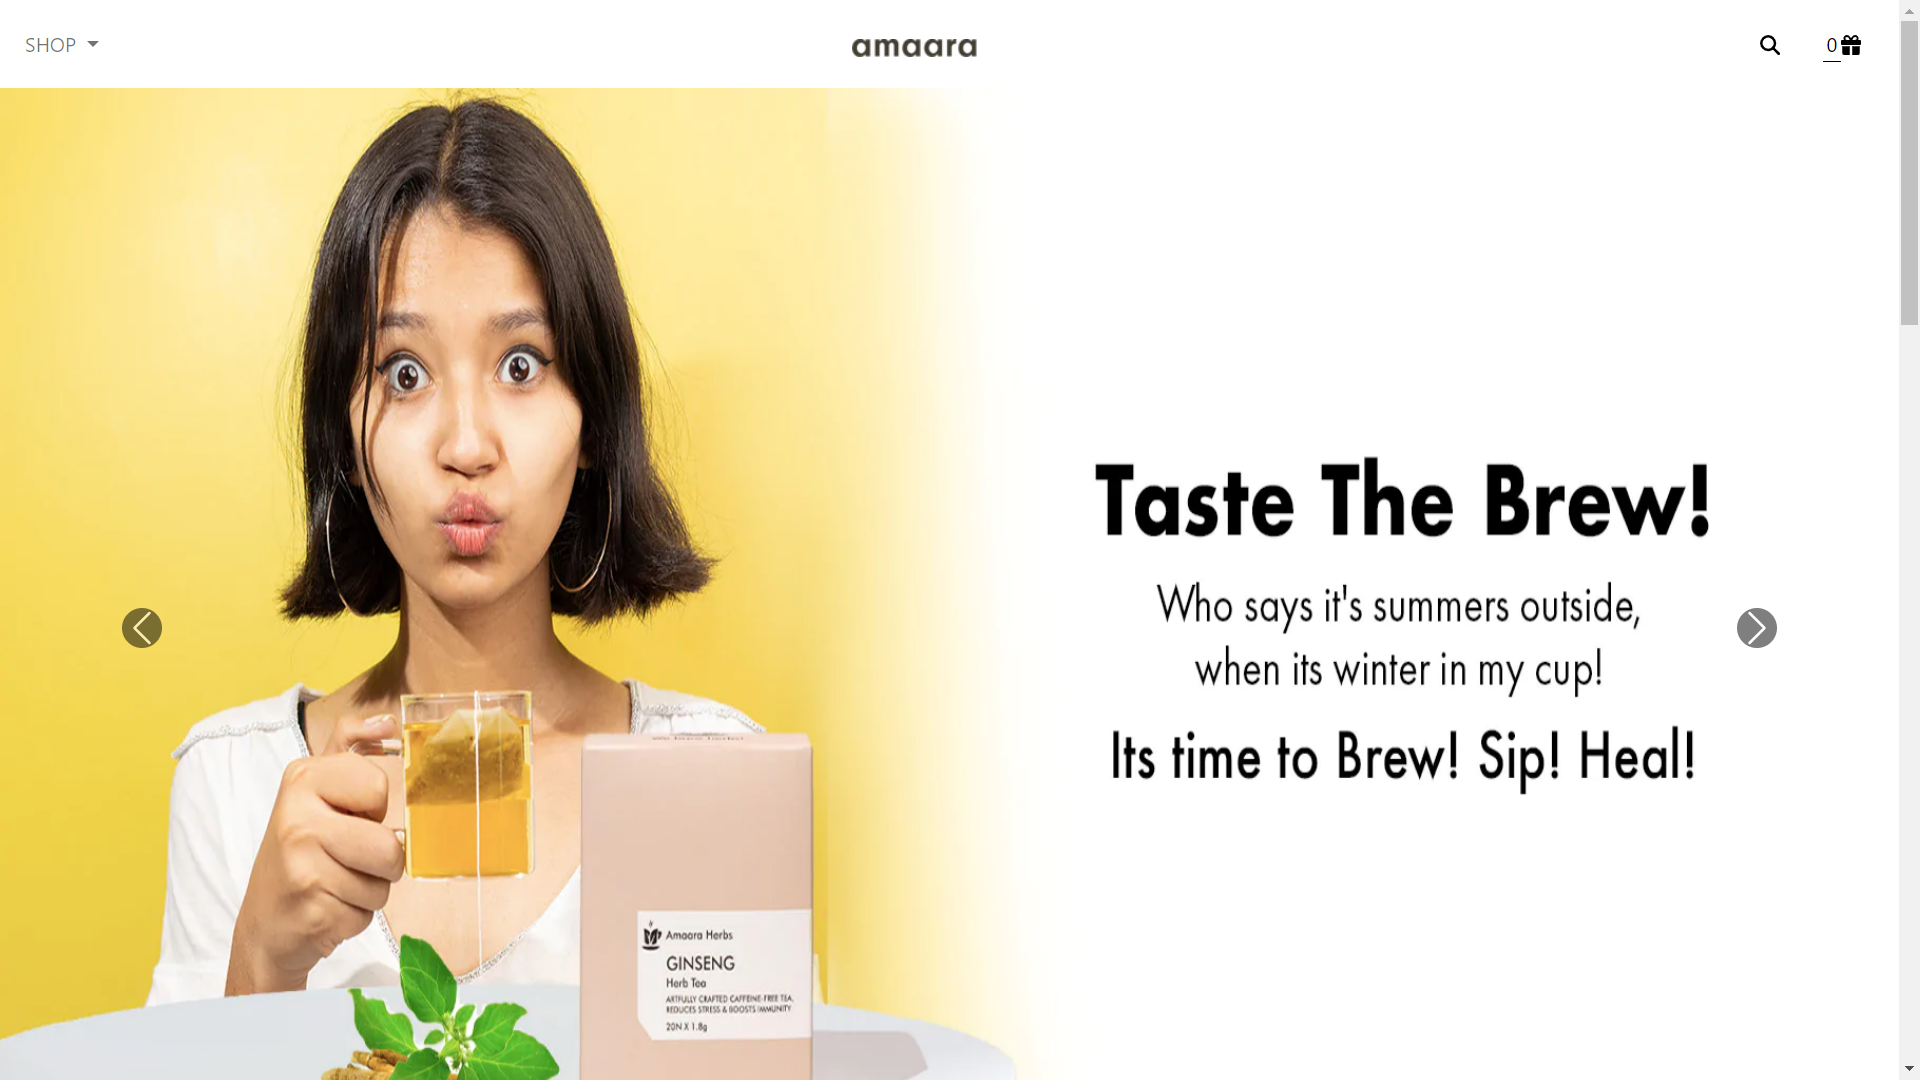 SHOP
amaara
0
Taste The Brew!
Who says it's summers outside,
when its winter in my cup!
Its time to Brew! Sip! Heal!
Amaara Herbs
GINSENG
Herb Tea
ARTFULLY CRAFTED CAFFEINE-FREE TEA,
REDUCES STRESS & BOOSTS IMMUNITY
20N X 1.8g